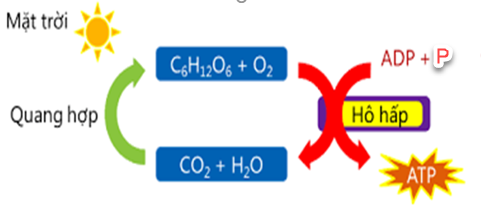 Mặt trời
C₆H₁₂O₆ + O₂
ADP + P
Quang hợp
Hô hấp
CO₂ + H₂O
ATP